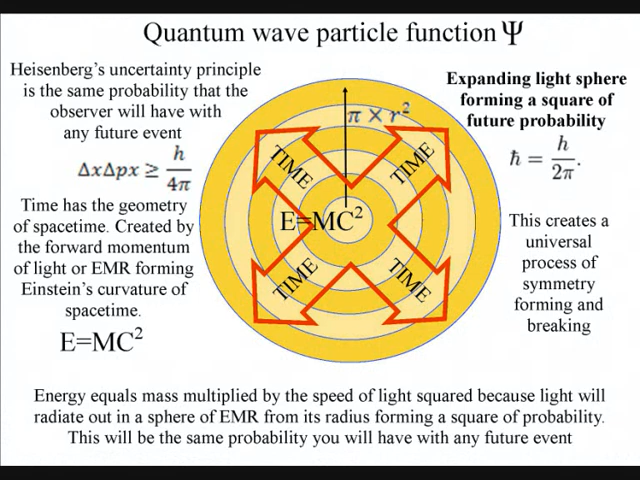 Quantum wave particle function Ψ
Heisenberg's uncertainty principle
is the same probability that the
observer will have with
any future event
ΔxΔpx ≥ h/4π
Time has the geometry
of spacetime. Created by
the forward momentum
of light or EMR forming
Einstein's curvature of
spacetime.
E=MC²
π × r²
TIME
TIME
E=MC²
TIME
TIME
Expanding light sphere
forming a square of
future probability
ħ = h/2π.
This creates a
universal
process of
symmetry
forming and
breaking
Energy equals mass multiplied by the speed of light squared because light will
radiate out in a sphere of EMR from its radius forming a square of probability.
This will be the same probability you will have with any future event